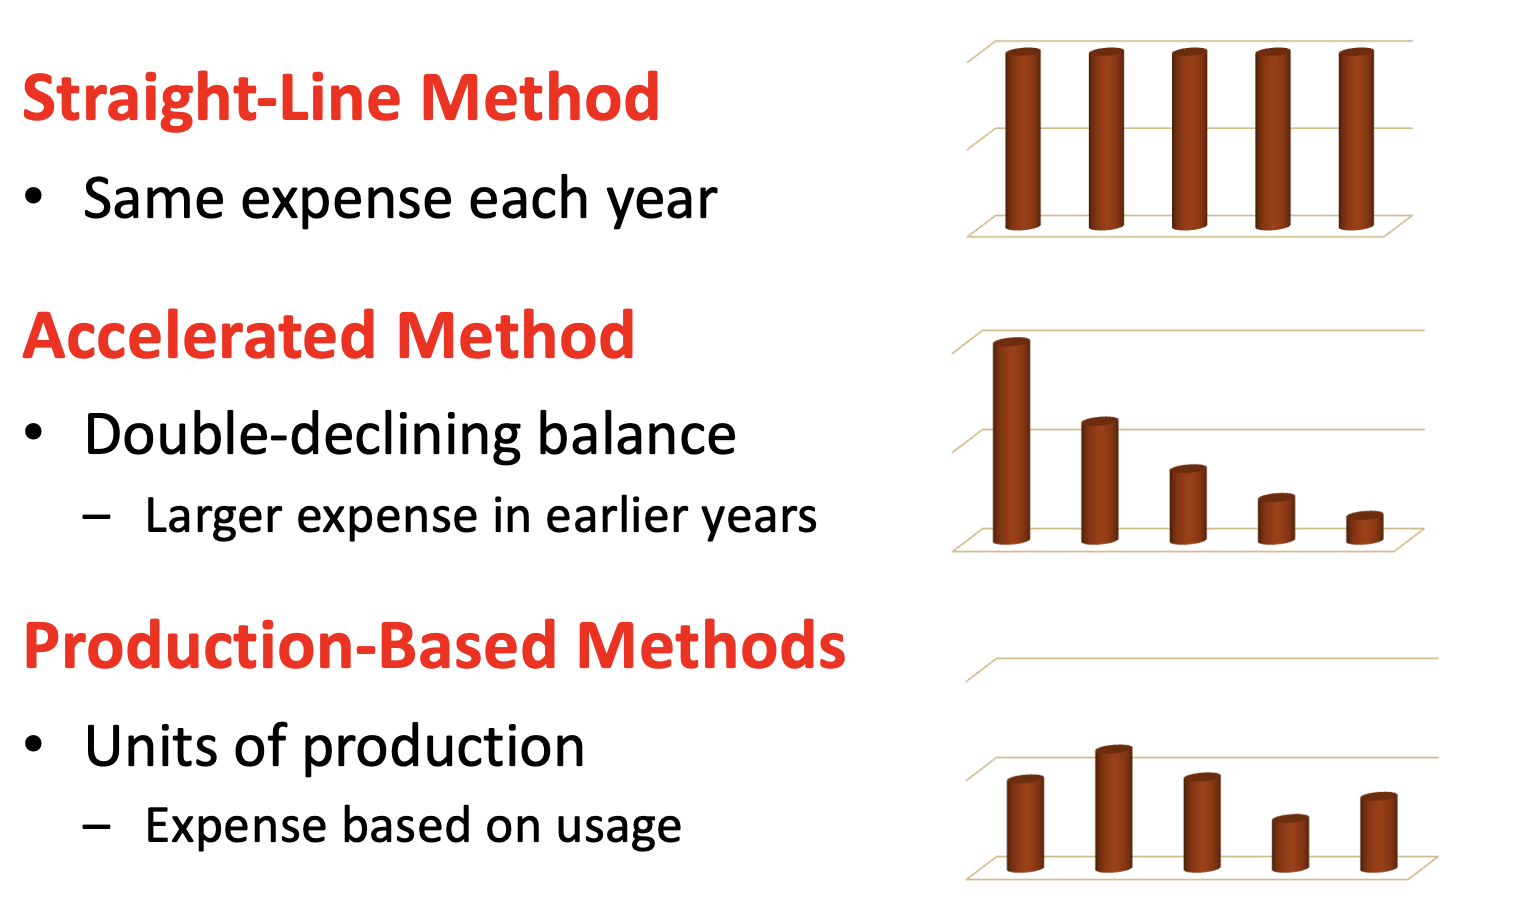 Straight-Line Method
• Same expense each year
Accelerated Method
• Double-declining balance
– Larger expense in earlier years
Production-Based Methods
• Units of production
– Expense based on usage